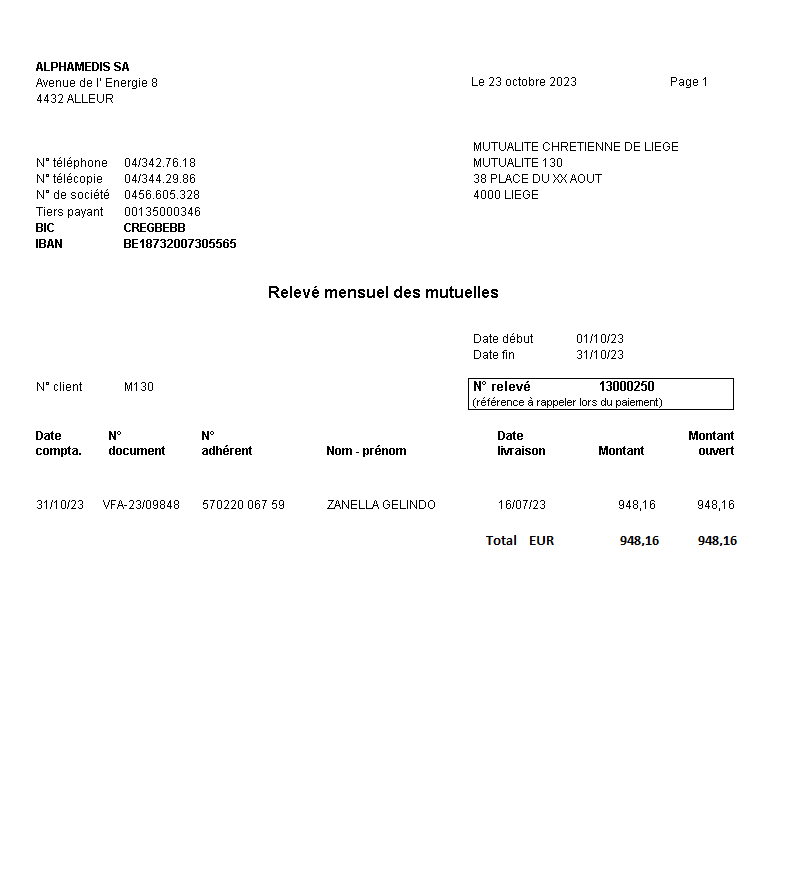 ALPHAMEDIS SA
Avenue de l' Energie 8
4432 ALLEUR
Le 23 octobre 2023 Page 1
MUTUALITE CHRETIENNE DE LIEGE
MUTUALITE 130
38 PLACE DU XX AOUT
4000 LIEGE
N° téléphone 04/342.76.18
N° télécopie 04/344.29.86
N° de société 0456.605.328
Tiers payant 00135000346
BIC CREGBEBB
IBAN BE18732007305565
Relevé mensuel des mutuelles
Date début 01/10/23
Date fin 31/10/23
N° client M130
N° relevé 13000250
(référence à rappeler lors du paiement)
Date N° N° Date Montant
compta. document adhérent Nom - prénom livraison Montant ouvert
31/10/23 VFA-23/09848 570220 067 59 ZANELLA GELINDO 16/07/23 948,16 948,16
Total EUR 948,16 948,16